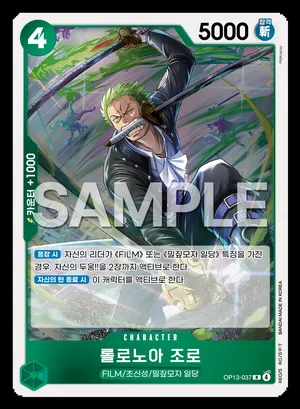 4
5000
참격
斬
카운터 +1000
SAMPLE
등장 시 자신의 리더가 《FILM》 또는 《밀짚모자 일당》 특징을 가진
경우, 자신의 두웅!!을 2장까지 액티브로 한다.
자신의 턴 종료 시 이 캐릭터를 액티브로 한다.
CHARACTER
롤로노아 조로
FILM/초신성/밀짚모자 일당
OP13-037 R
BANDAI MADE IN KOREA